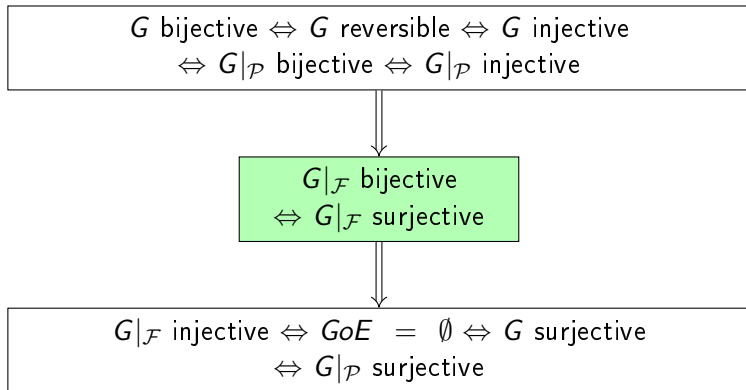 G bijective ⇔ G reversible ⇔ G injective
⇔ G|𝒫 bijective ⇔ G|𝒫 injective
G|ℱ bijective
⇔ G|ℱ surjective
G|ℱ injective ⇔ GoE = ∅ ⇔ G surjective
⇔ G|𝒫 surjective